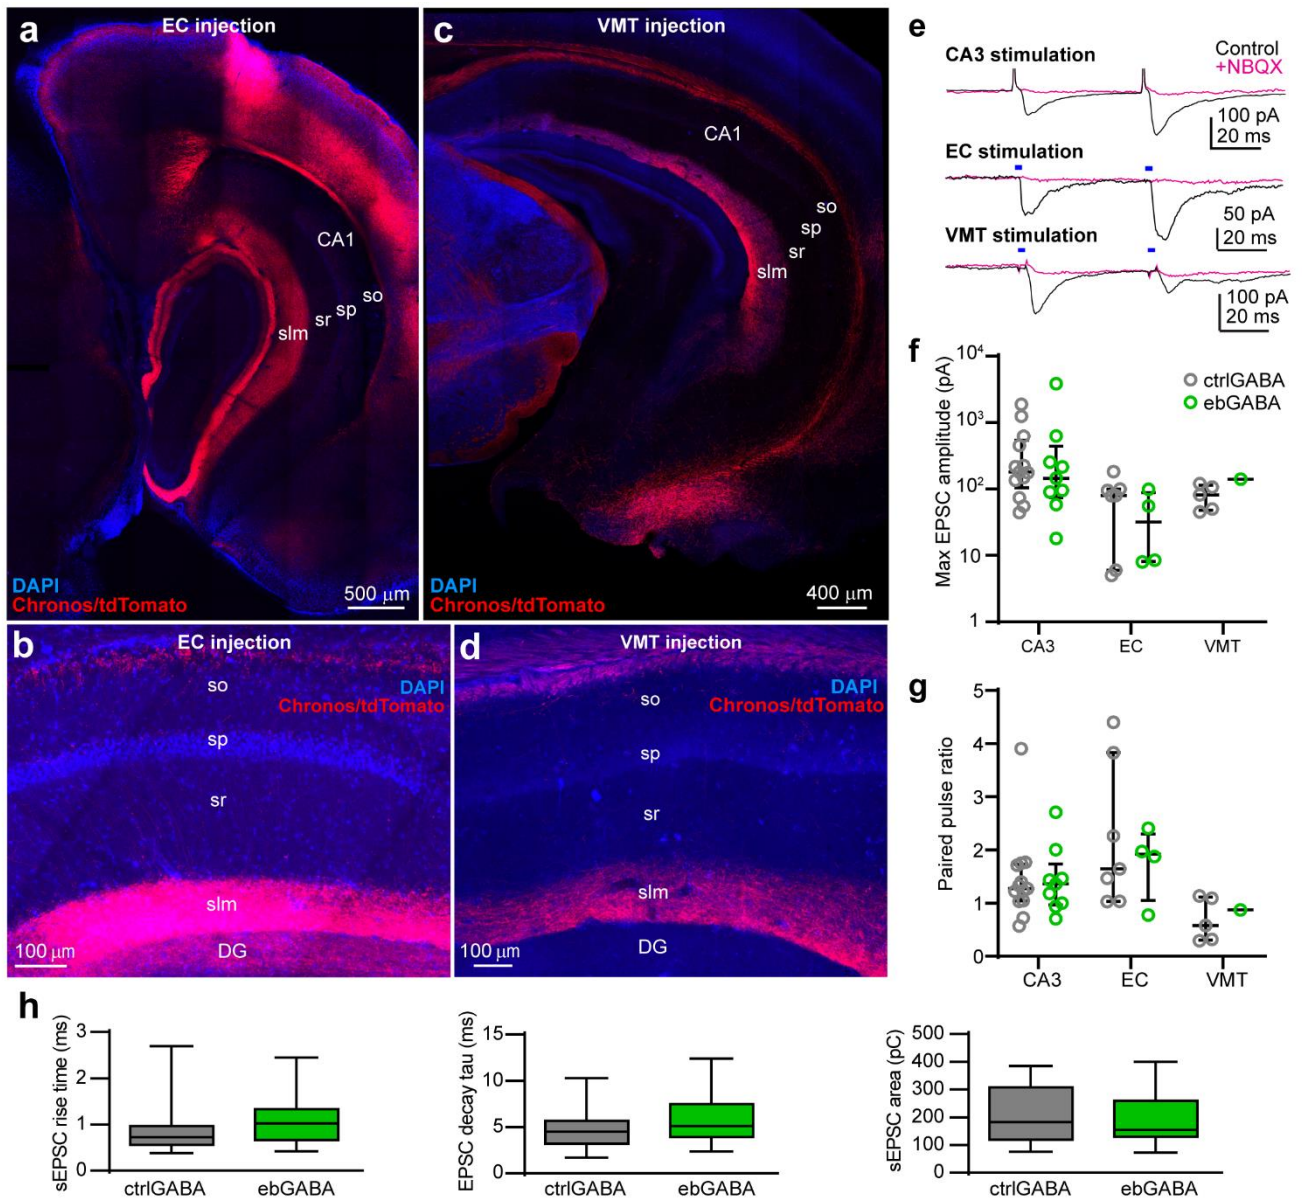 a
EC injection
CA1
so
sp
sr
slm
DAPI
Chronos/tdTomato
500 μm
c
VMT injection
CA1
so
sp
sr
slm
DAPI
Chronos/tdTomato
400 μm
b
EC injection
DAPI
Chronos/tdTomato
so
sp
sr
slm
DG
100 μm
d
VMT injection
DAPI
Chronos/tdTomato
so
sp
sr
slm
DG
100 μm
e
CA3 stimulation
Control
+NBQX
100 pA
20 ms
EC stimulation
50 pA
20 ms
VMT stimulation
100 pA
20 ms
f
Max EPSC amplitude (pA)
10⁴
10³
10²
10
1
ctrlGABA
ebGABA
CA3 EC VMT
g
Paired pulse ratio
5
4
3
2
1
0
CA3 EC VMT
h
sEPSC rise time (ms)
3
2
1
0
ctrlGABA ebGABA
EPSC decay tau (ms)
15
10
5
0
ctrlGABA ebGABA
sEPSC area (pC)
500
400
300
200
100
0
ctrlGABA ebGABA